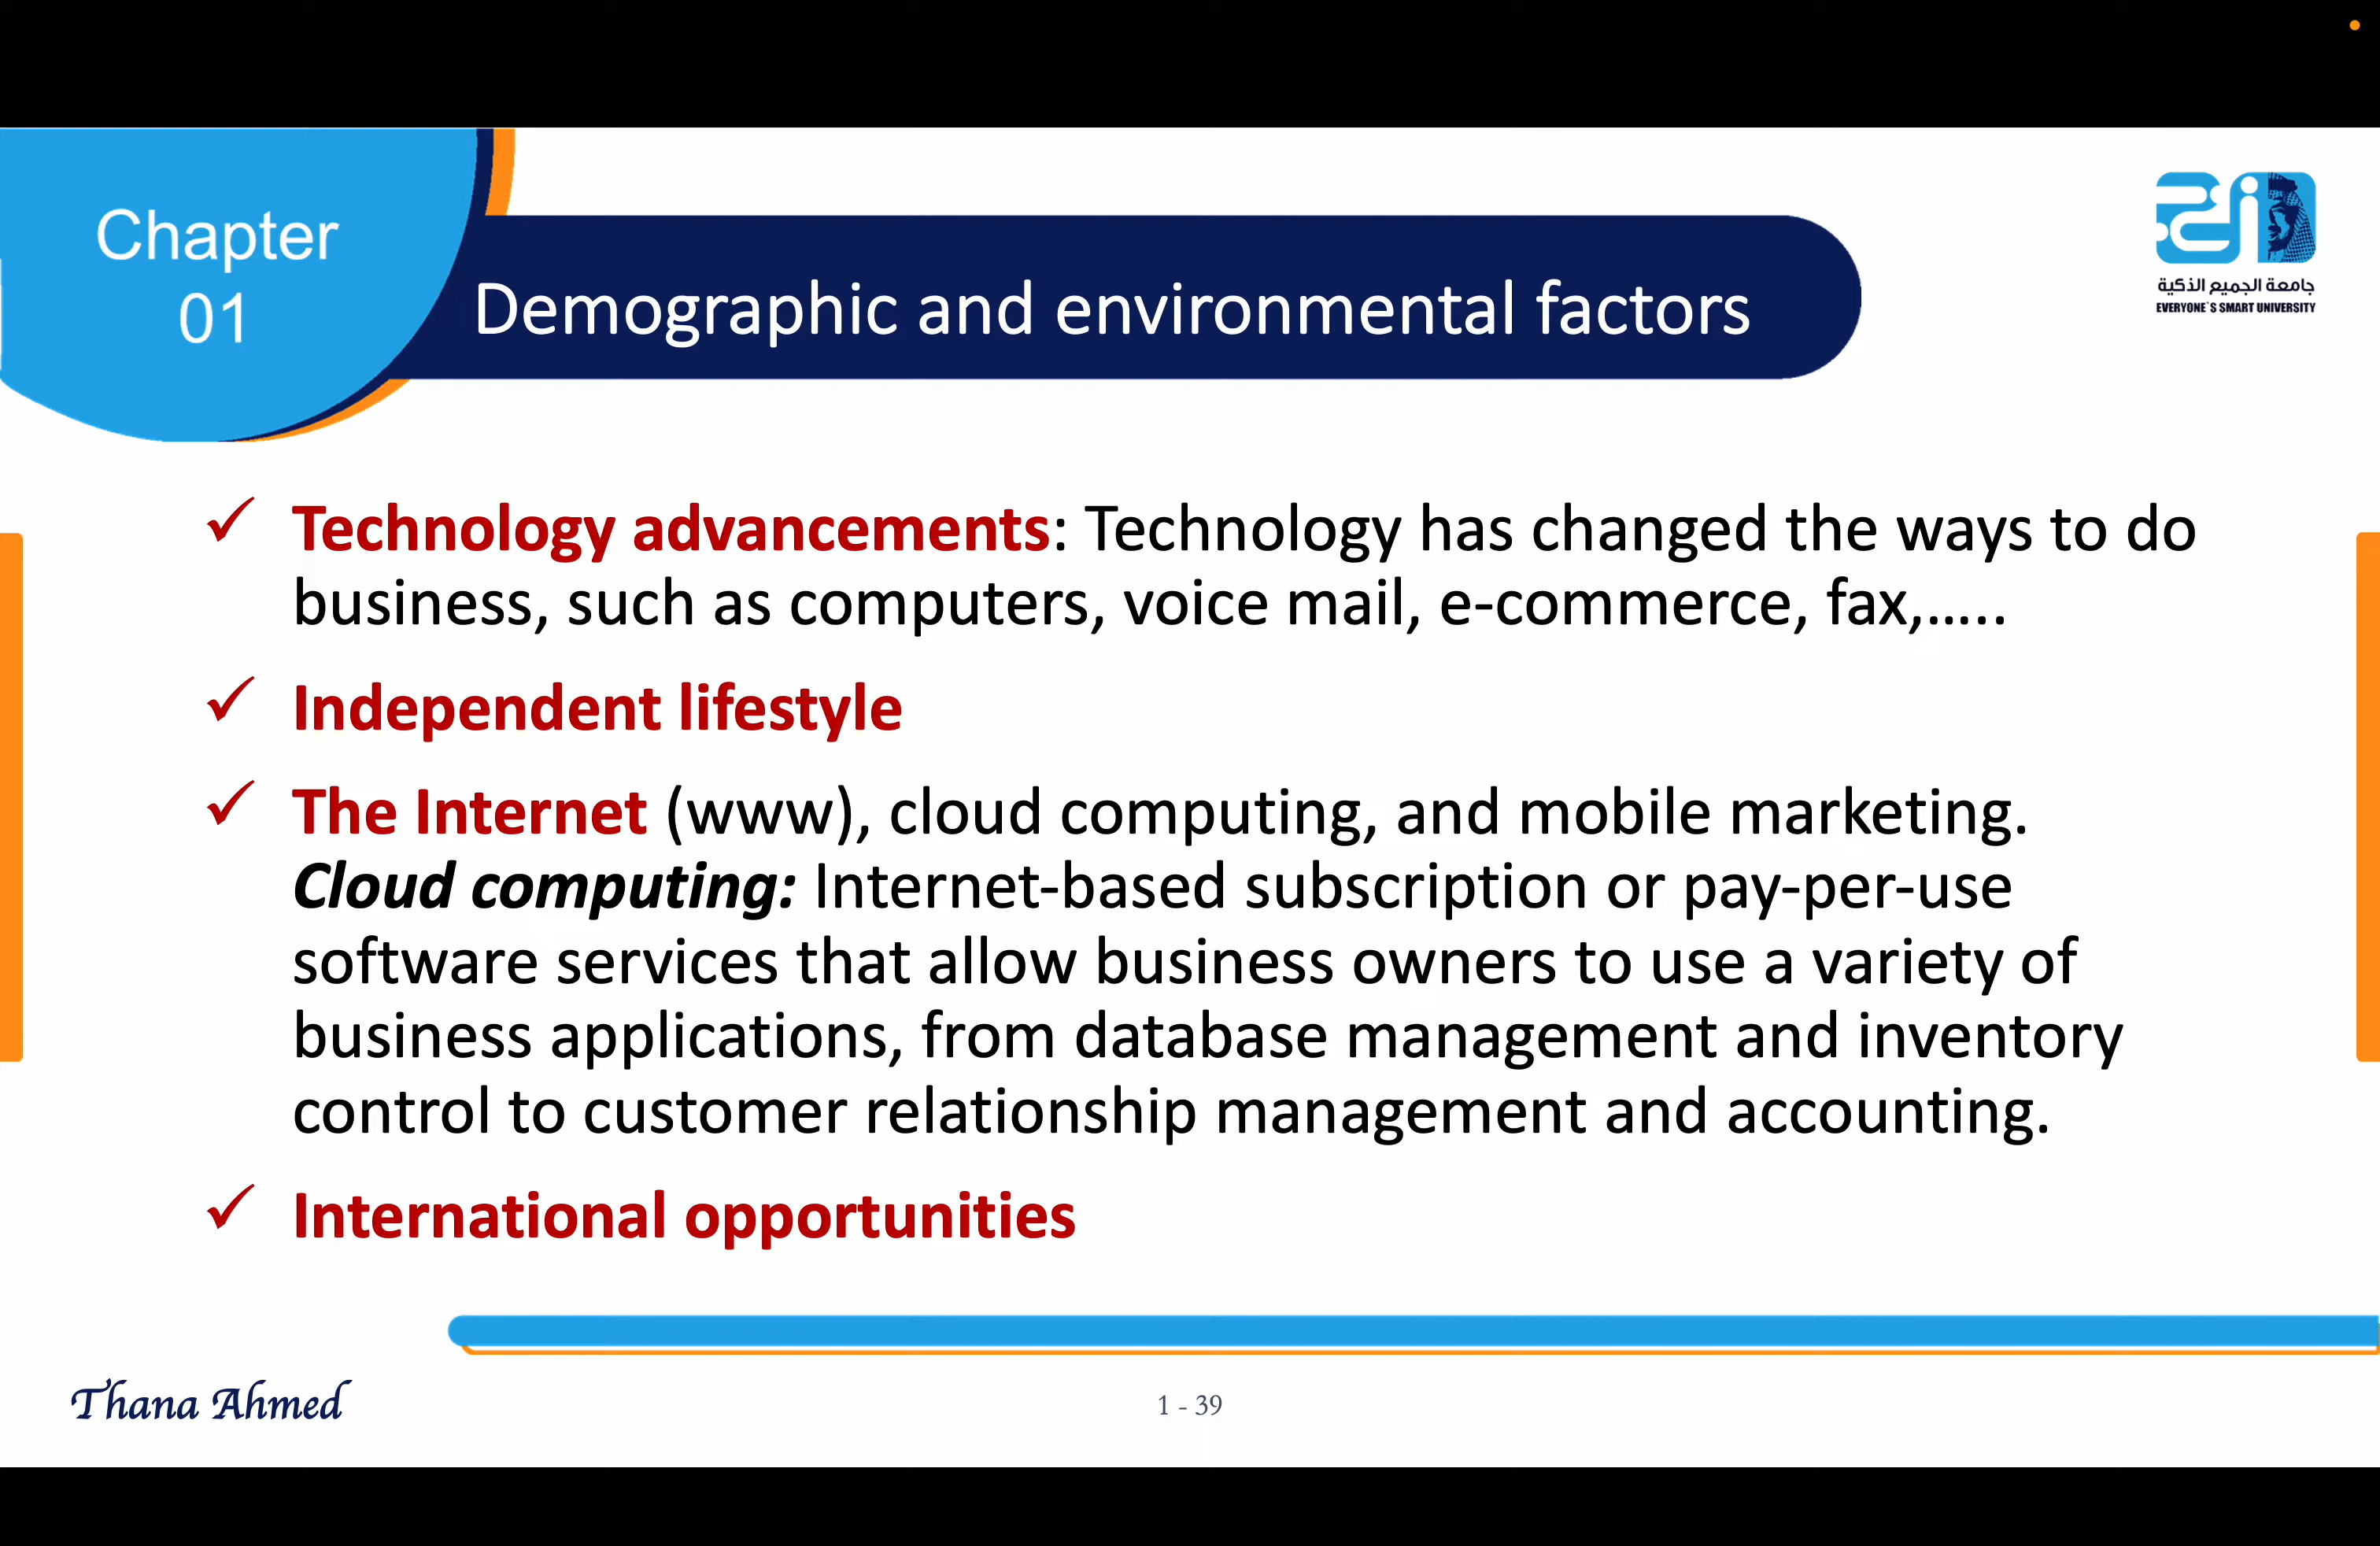 Chapter
01
Demographic and environmental factors
جامعة الجميع الذكية
EVERYONE`S SMART UNIVERSITY
✓ Technology advancements: Technology has changed the ways to do
business, such as computers, voice mail, e-commerce, fax,…..
✓ Independent lifestyle
✓ The Internet (www), cloud computing, and mobile marketing.
Cloud computing: Internet-based subscription or pay-per-use
software services that allow business owners to use a variety of
business applications, from database management and inventory
control to customer relationship management and accounting.
✓ International opportunities
Thana Ahmed
1 - 39